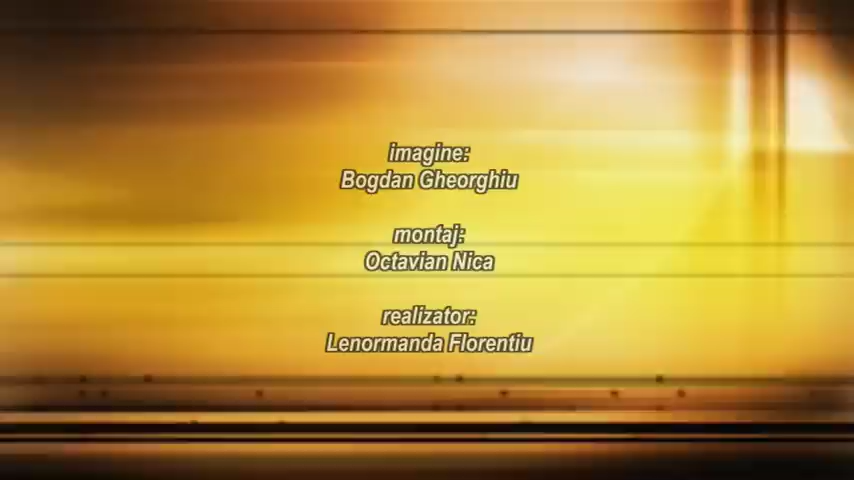 imagine:
Bogdan Gheorghiu
montaj:
Octavian Nica
realizator:
Lenormanda Florentiu